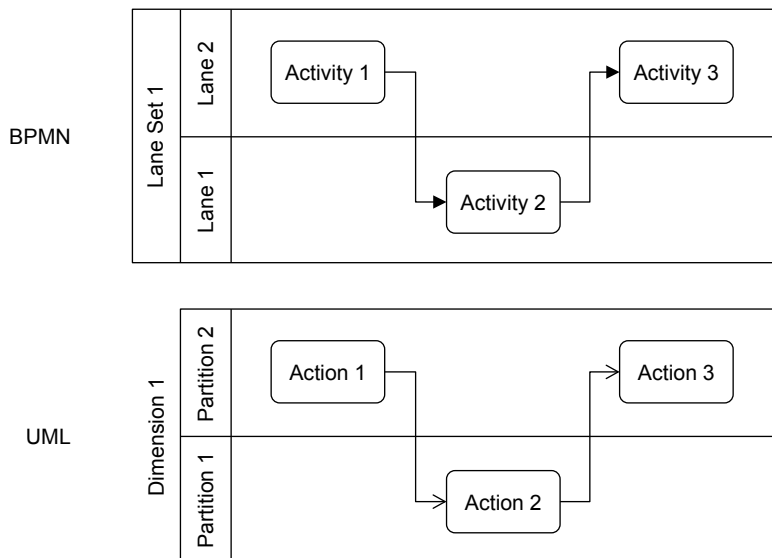 BPMN
Lane Set 1
Lane 2
Activity 1
Activity 3
Lane 1
Activity 2
UML
Dimension 1
Partition 2
Action 1
Action 3
Partition 1
Action 2